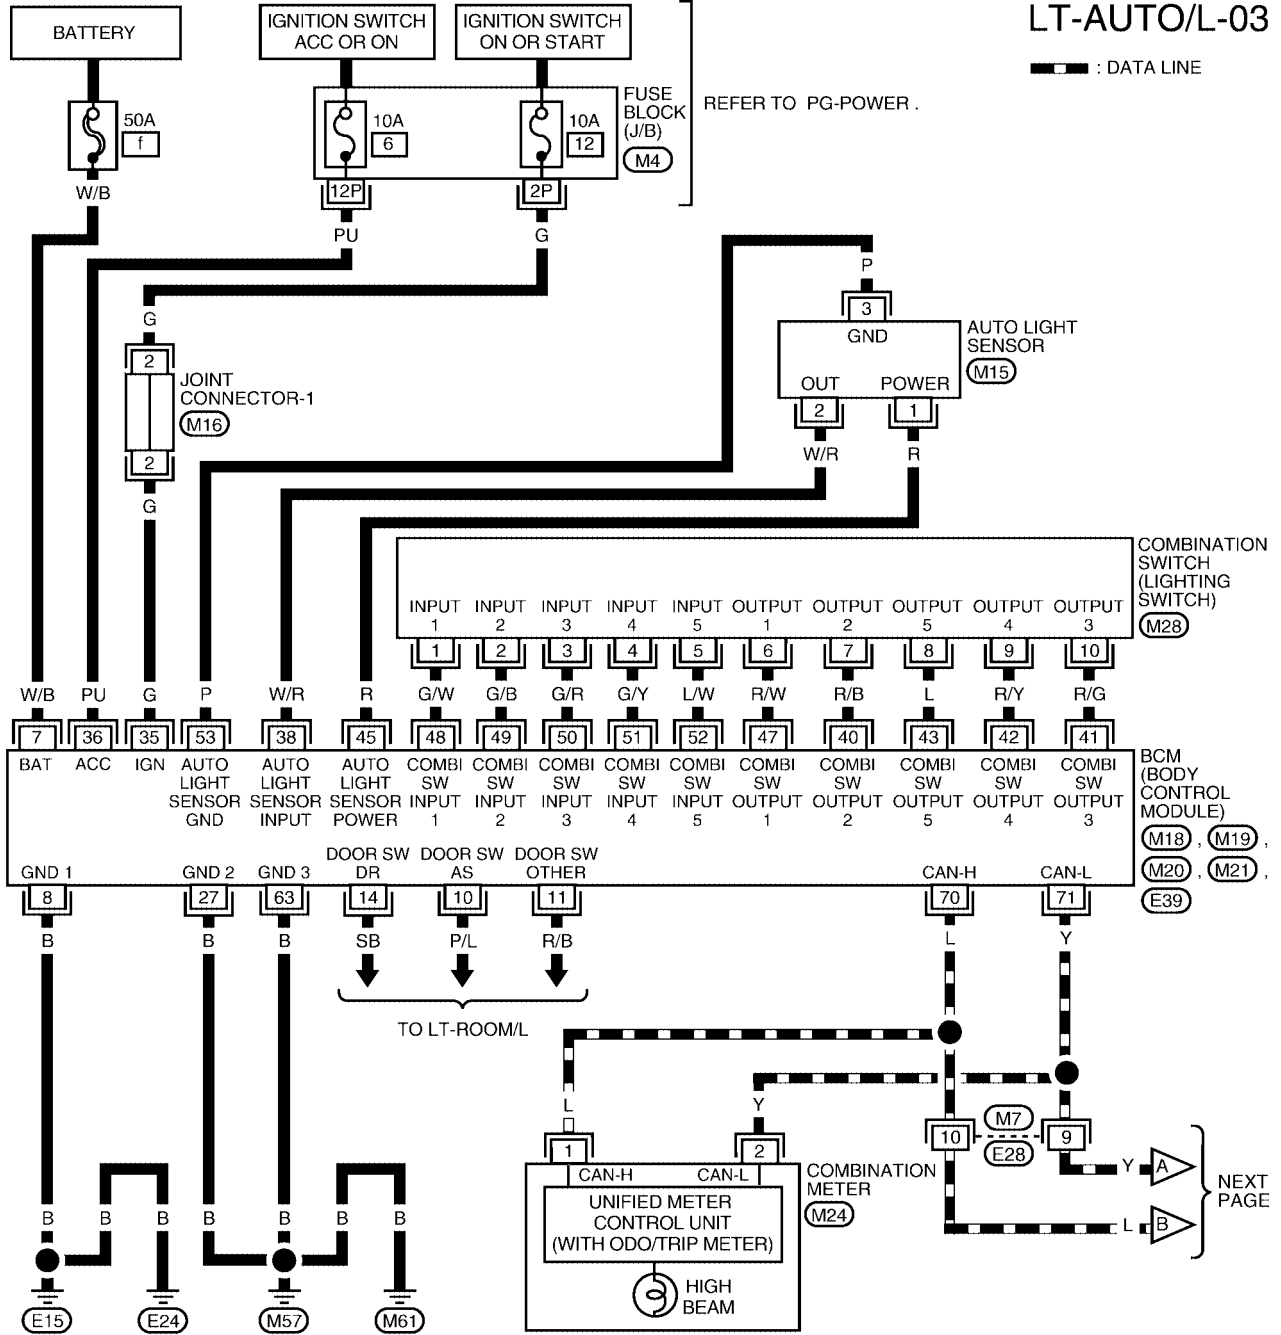 LT-AUTO/L-03
: DATA LINE
BATTERY
IGNITION SWITCH
ACC OR ON
IGNITION SWITCH
ON OR START
50A
f
10A
6
10A
12
FUSE
BLOCK
(J/B)
M4
REFER TO PG-POWER .
12P
2P
W/B
PU
G
P
G
3
GND
AUTO LIGHT
SENSOR
M15
OUT
POWER
2
1
2
JOINT
CONNECTOR-1
M16
2
W/R
R
G
COMBINATION
SWITCH
(LIGHTING
SWITCH)
M28
INPUT
1
INPUT
2
INPUT
3
INPUT
4
INPUT
5
OUTPUT
1
OUTPUT
2
OUTPUT
5
OUTPUT
4
OUTPUT
3
1 2 3 4 5 6 7 8 9 10
W/B PU G P W/R R G/W G/B G/R G/Y L/W R/W R/B L R/Y R/G
7 36 35 53 38 45 48 49 50 51 52 47 40 43 42 41
BAT
ACC
IGN
AUTO
LIGHT
SENSOR
GND
AUTO
LIGHT
SENSOR
INPUT
AUTO
LIGHT
SENSOR
POWER
COMBI
SW
INPUT
1
COMBI
SW
INPUT
2
COMBI
SW
INPUT
3
COMBI
SW
INPUT
4
COMBI
SW
INPUT
5
COMBI
SW
OUTPUT
1
COMBI
SW
OUTPUT
2
COMBI
SW
OUTPUT
5
COMBI
SW
OUTPUT
4
COMBI
SW
OUTPUT
3
BCM
(BODY
CONTROL
MODULE)
M18 , M19 ,
M20 , M21 ,
E39
GND 1
GND 2
GND 3
DOOR SW
DR
DOOR SW
AS
DOOR SW
OTHER
CAN-H
CAN-L
8 27 63 14 10 11 70 71
B B B SB P/L R/B L Y
TO LT-ROOM/L
L
Y
1
2
10
9
M7
E28
CAN-H
CAN-L
UNIFIED METER
CONTROL UNIT
(WITH ODO/TRIP METER)
HIGH
BEAM
COMBINATION
METER
M24
Y A
L B
NEXT
PAGE
B B B B B B B
E15
E24
M57
M61